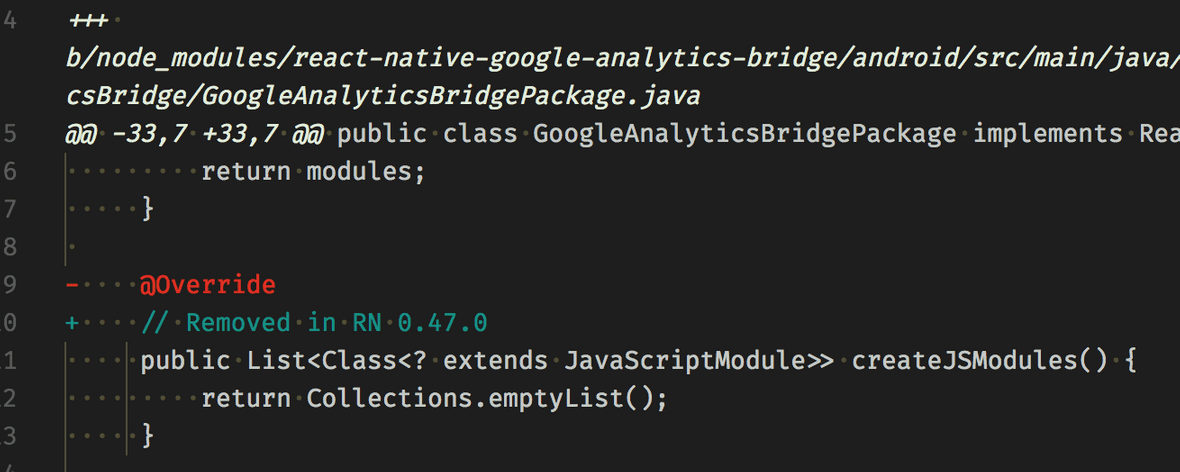 4 +++
b/node_modules/react-native-google-analytics-bridge/android/src/main/java/
csBridge/GoogleAnalyticsBridgePackage.java
5 @@ -33,7 +33,7 @@ public class GoogleAnalyticsBridgePackage implements Rea
6         return modules;
7     }
8
9 -    @Override
0 +    // Removed in RN 0.47.0
1     public List<Class<? extends JavaScriptModule>> createJSModules() {
2         return Collections.emptyList();
3     }